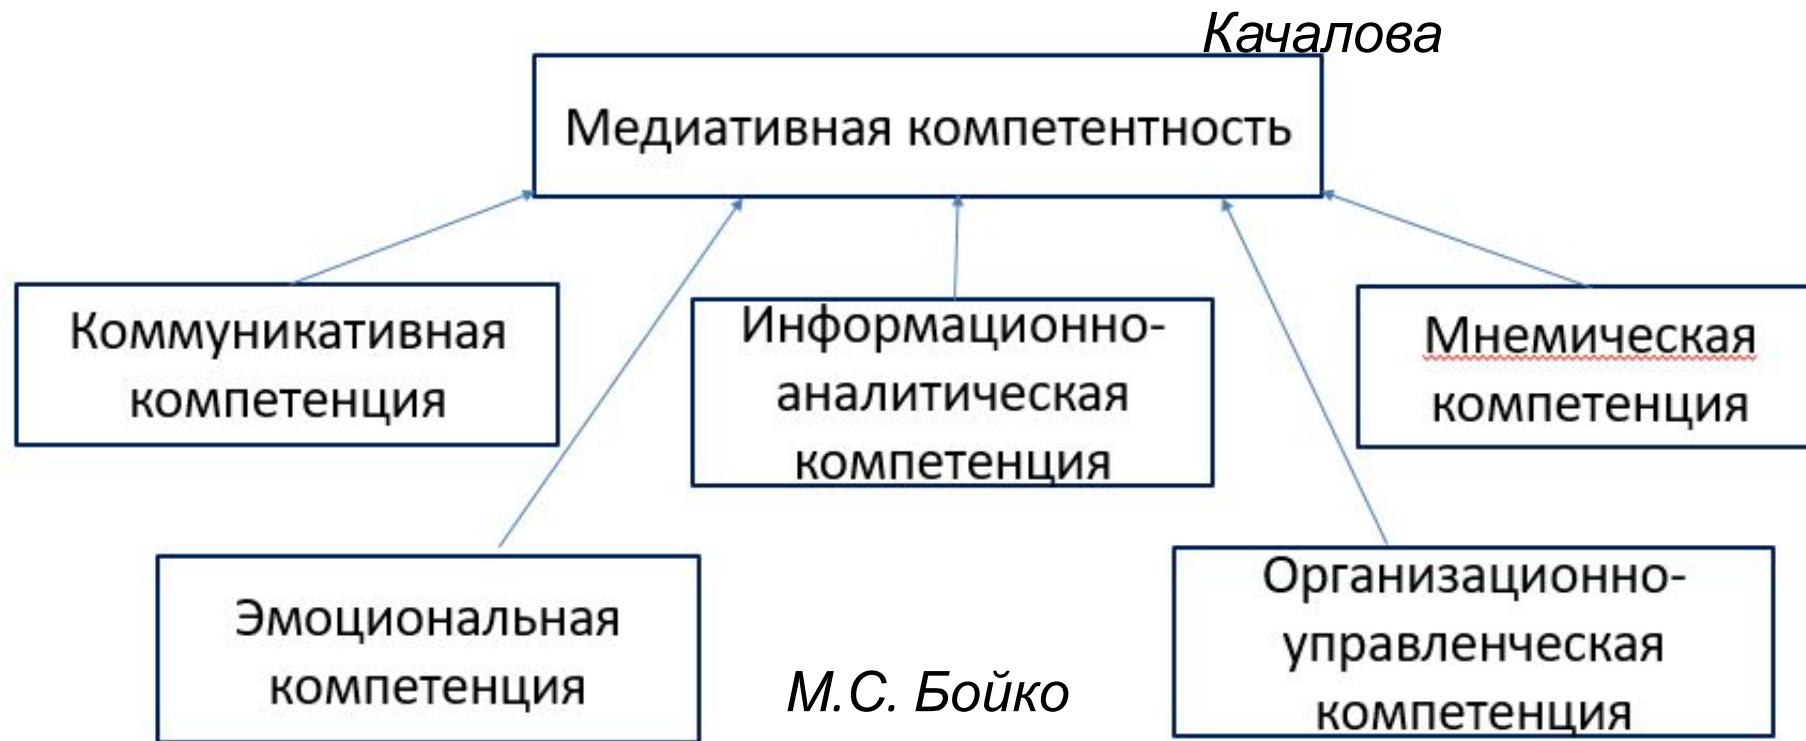 Качалова
Медиативная компетентность
Коммуникативная
компетенция
Информационно-
аналитическая
компетенция
Мнемическая
компетенция
Эмоциональная
компетенция
М.С. Бойко
Организационно-
управленческая
компетенция